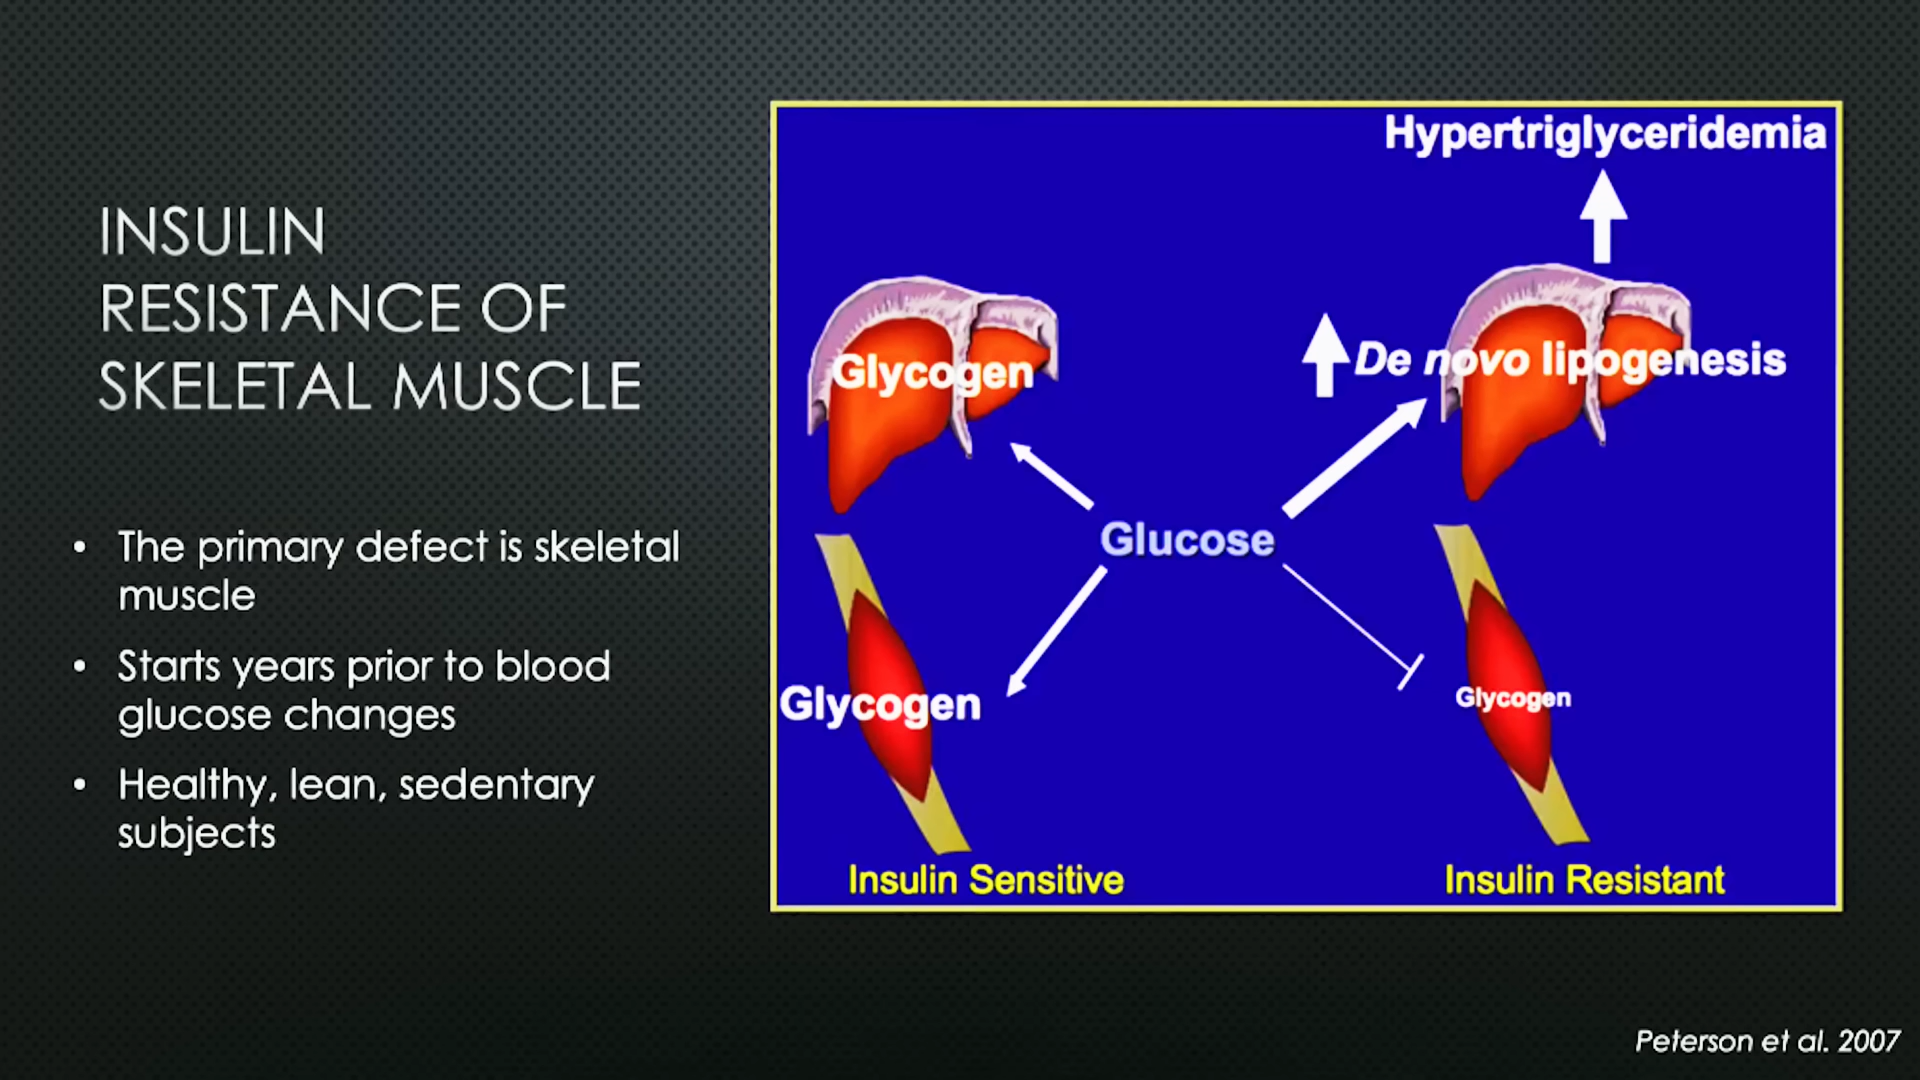 INSULIN
RESISTANCE OF
SKELETAL MUSCLE
• The primary defect is skeletal
muscle
• Starts years prior to blood
glucose changes
• Healthy, lean, sedentary
subjects
Hypertriglyceridemia
Glycogen
De novo lipogenesis
Glucose
Glycogen
Glycogen
Insulin Sensitive
Insulin Resistant
Peterson et al. 2007